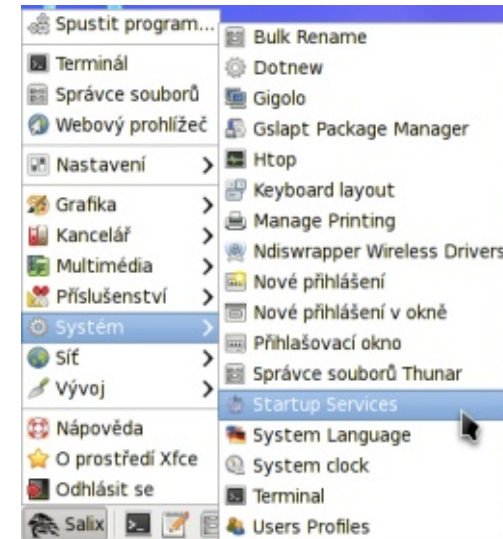 Spustit program...
Terminál
Správce souborů
Webový prohlížeč
Nastavení
Grafika
Kancelář
Multimédia
Příslušenství
Systém
Síť
Vývoj
Nápověda
O prostředí Xfce
Odhlásit se
Salix
Bulk Rename
Dotnew
Gigolo
Gslapt Package Manager
Htop
Keyboard layout
Manage Printing
Ndiswrapper Wireless Drivers
Nové přihlášení
Nové přihlášení v okně
Přihlašovací okno
Správce souborů Thunar
Startup Services
System Language
System clock
Terminal
Users Profiles